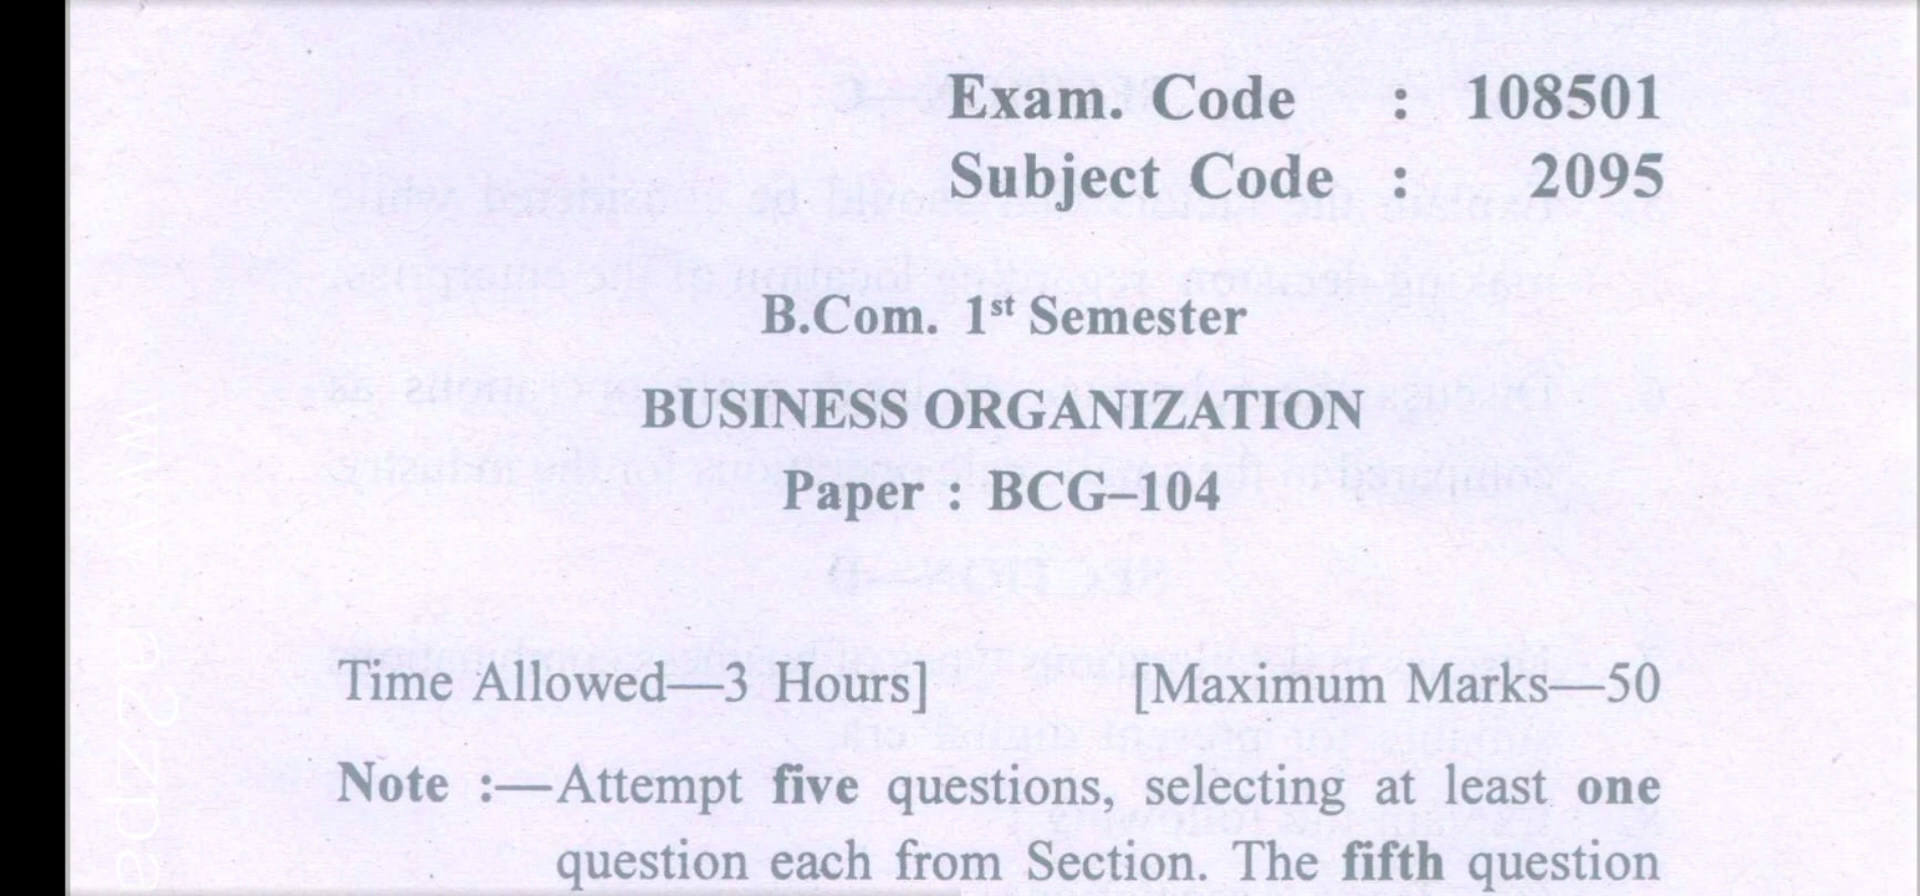 Exam. Code : 108501
Subject Code : 2095
B.Com. 1st Semester
BUSINESS ORGANIZATION
Paper : BCG–104
Time Allowed—3 Hours] [Maximum Marks—50
Note :—Attempt five questions, selecting at least one
question each from Section. The fifth question